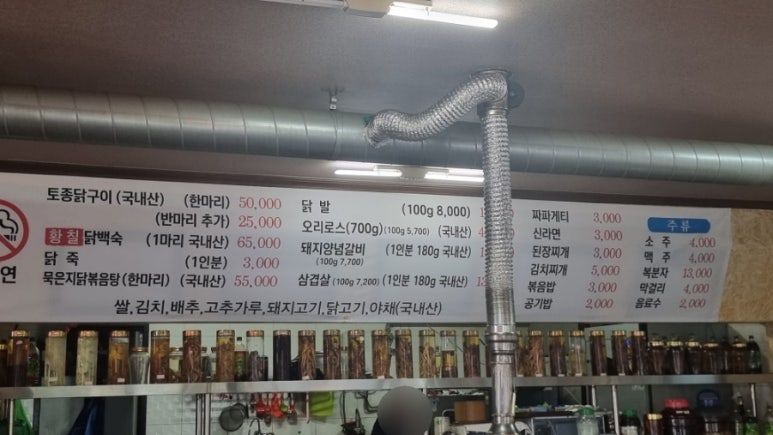 토종닭구이 (국내산) (한마리) 50,000
(반마리 추가) 25,000
황칠 닭백숙 (1마리 국내산) 65,000
닭 죽 (1인분) 3,000
묵은지닭볶음탕 (한마리) (국내산) 55,000
닭 발 (100g 8,000)
오리로스(700g) (100g 5,700) (국내산)
돼지양념갈비 (1인분 180g 국내산)
(100g 7,700)
삼겹살 (100g 7,200) (1인분 180g 국내산)
짜파게티 3,000
신라면 3,000
된장찌개 3,000
김치찌개 5,000
볶음밥 3,000
공기밥 2,000
주류
소 주 4,000
맥 주 4,000
복분자 13,000
막걸리 4,000
음료수 2,000
쌀,김치,배추,고추가루,돼지고기,닭고기,야채(국내산)
연